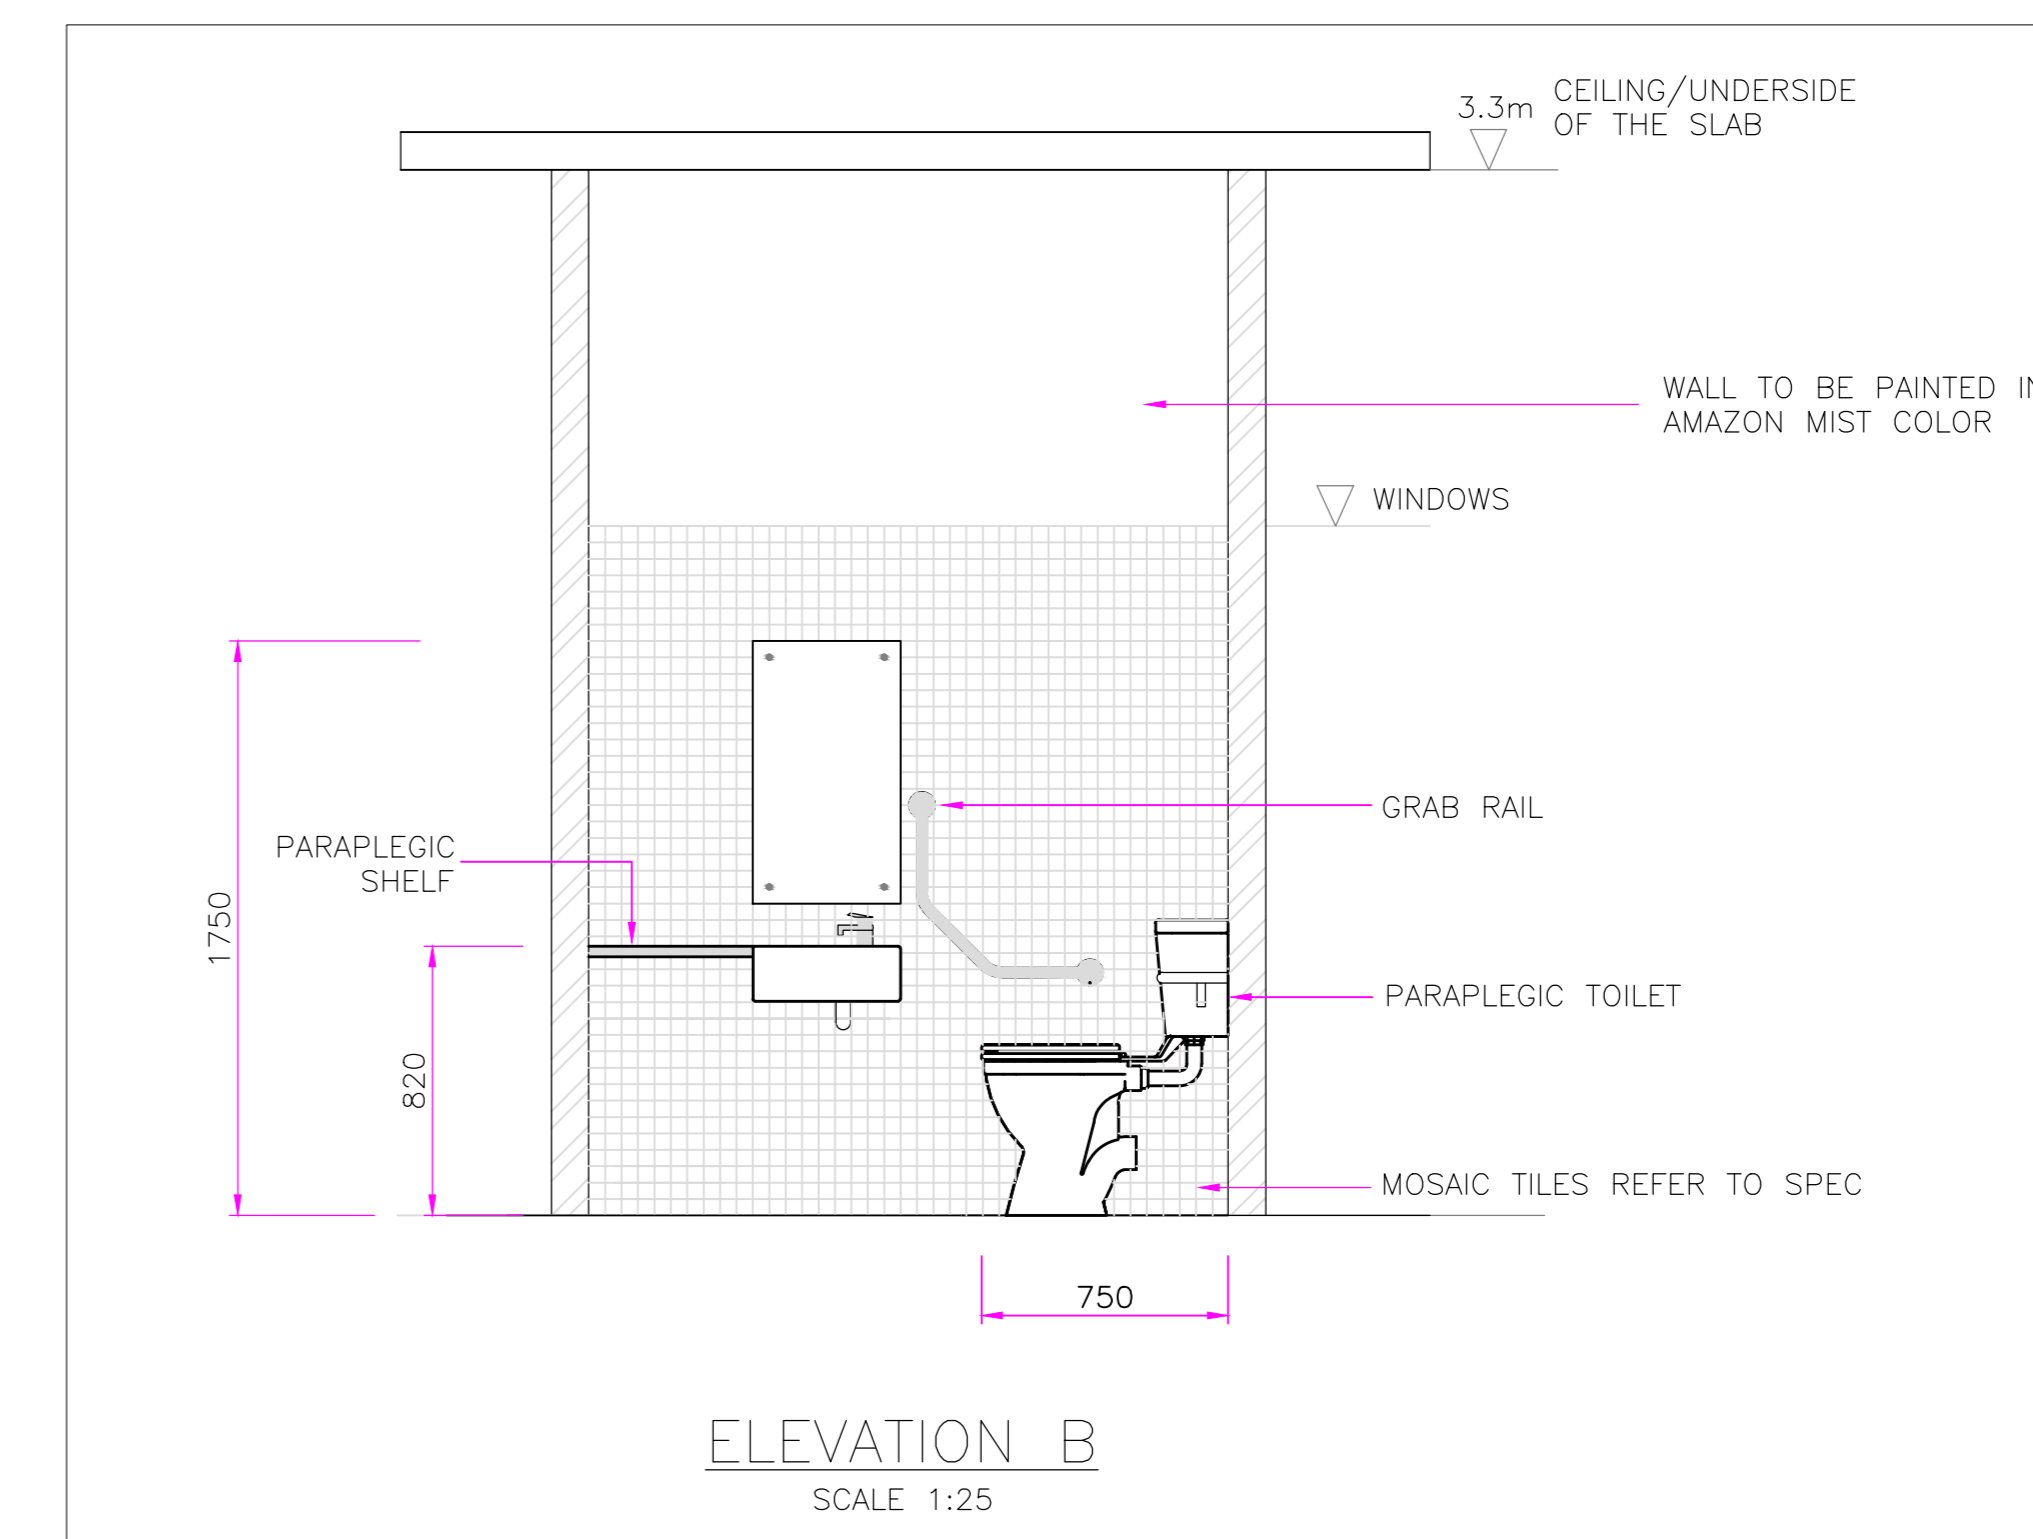 3.3m
CEILING/UNDERSIDE
OF THE SLAB
WALL TO BE PAINTED IN
AMAZON MIST COLOR
WINDOWS
GRAB RAIL
PARAPLEGIC
SHELF
1750
820
PARAPLEGIC TOILET
MOSAIC TILES REFER TO SPEC
750
ELEVATION B
SCALE 1:25